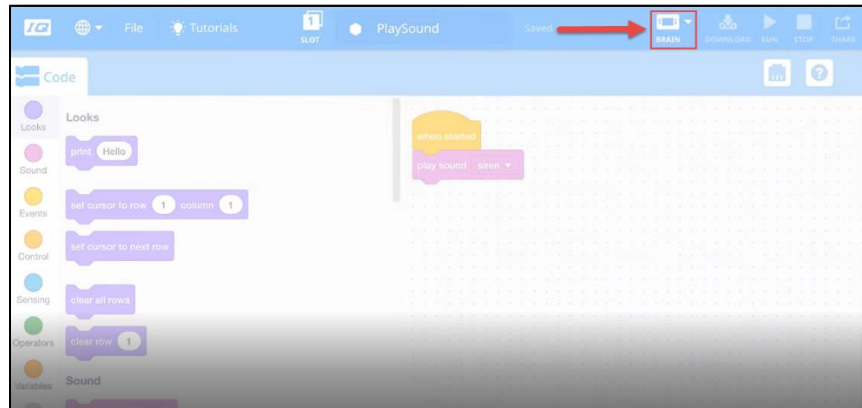 IQ File Tutorials 1 SLOT PlaySound Saved BRAIN DOWNLOAD RUN STOP SHARE
Code
Looks
Sound
Events
Control
Sensing
Operators
Variables
Looks
print Hello
set cursor to row 1 column 1
set cursor to next row
clear all rows
clear row 1
Sound
when started
play sound siren